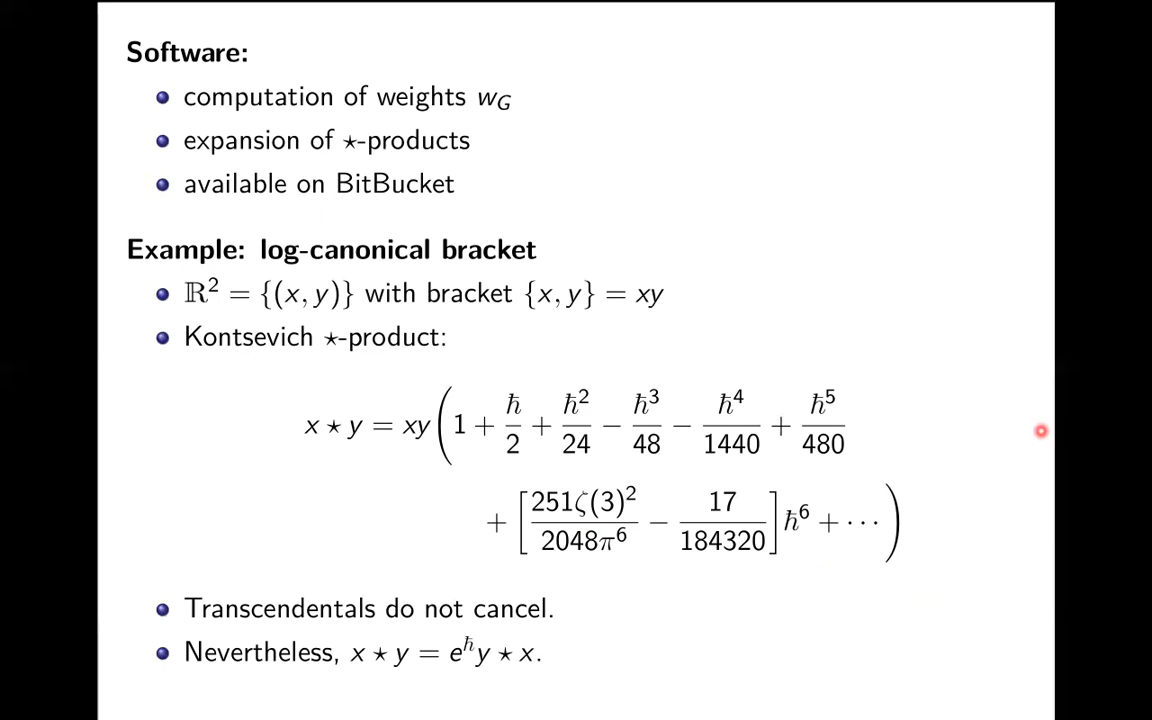 Software:
• computation of weights w_G
• expansion of ⋆-products
• available on BitBucket
Example: log-canonical bracket
• ℝ² = {(x, y)} with bracket {x, y} = xy
• Kontsevich ⋆-product:
x ⋆ y = xy(1 + ℏ/2 + ℏ²/24 − ℏ³/48 − ℏ⁴/1440 + ℏ⁵/480
+ [251ζ(3)²/2048π⁶ − 17/184320]ℏ⁶ + ⋯)
• Transcendentals do not cancel.
• Nevertheless, x ⋆ y = e^ℏ y ⋆ x.